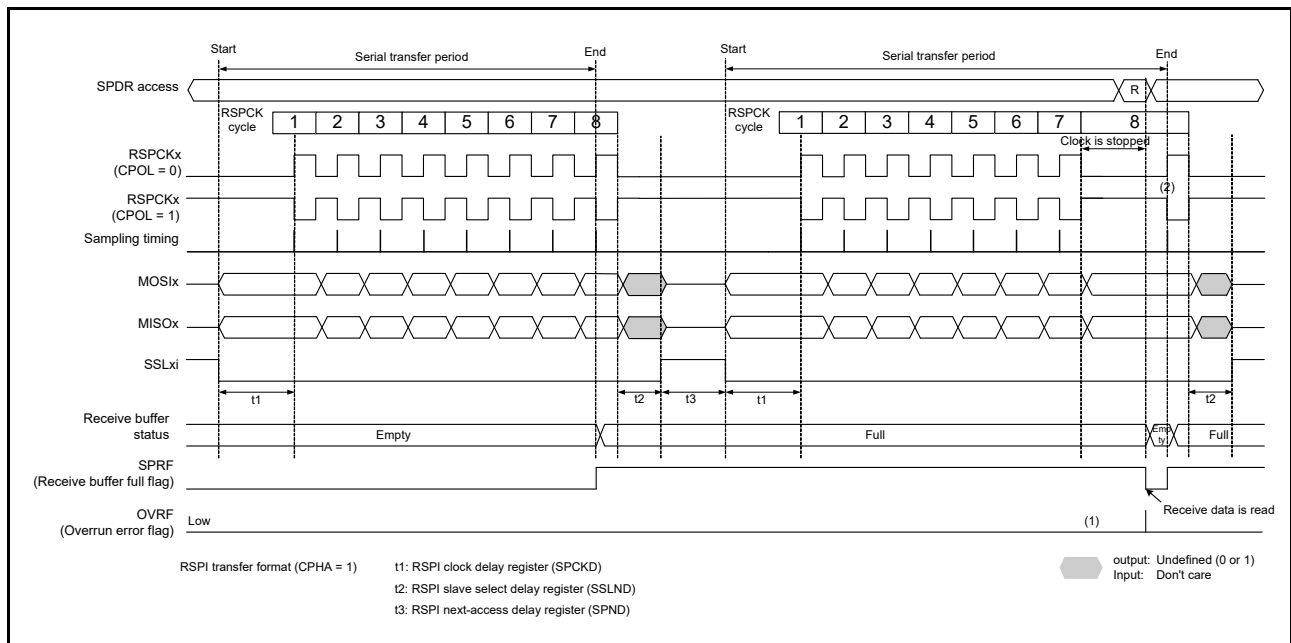 Start
End
Start
End
Serial transfer period
Serial transfer period
SPDR access
R
RSPCK
cycle
1 2 3 4 5 6 7 8
RSPCK
cycle
1 2 3 4 5 6 7 8
Clock is stopped
RSPCKx
(CPOL = 0)
(2)
RSPCKx
(CPOL = 1)
Sampling timing
MOSIx
MISOx
SSLxi
t1
t2
t3
t1
t2
Receive buffer
status
Empty
Full
Emp
ty
Full
SPRF
(Receive buffer full flag)
Receive data is read
OVRF
(Overrun error flag)
Low
(1)
RSPI transfer format (CPHA = 1)
t1: RSPI clock delay register (SPCKD)
t2: RSPI slave select delay register (SSLND)
t3: RSPI next-access delay register (SPND)
output: Undefined (0 or 1)
Input: Don't care